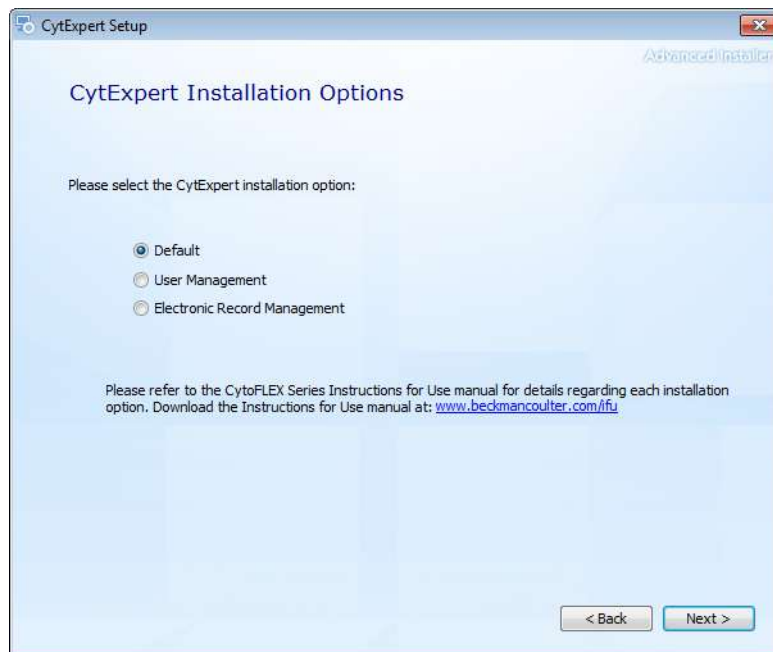 CytExpert Setup
Advanced Installer
CytExpert Installation Options
Please select the CytExpert installation option:
Default
User Management
Electronic Record Management
Please refer to the CytoFLEX Series Instructions for Use manual for details regarding each installation
option. Download the Instructions for Use manual at: www.beckmancoulter.com/ifu
< Back
Next >